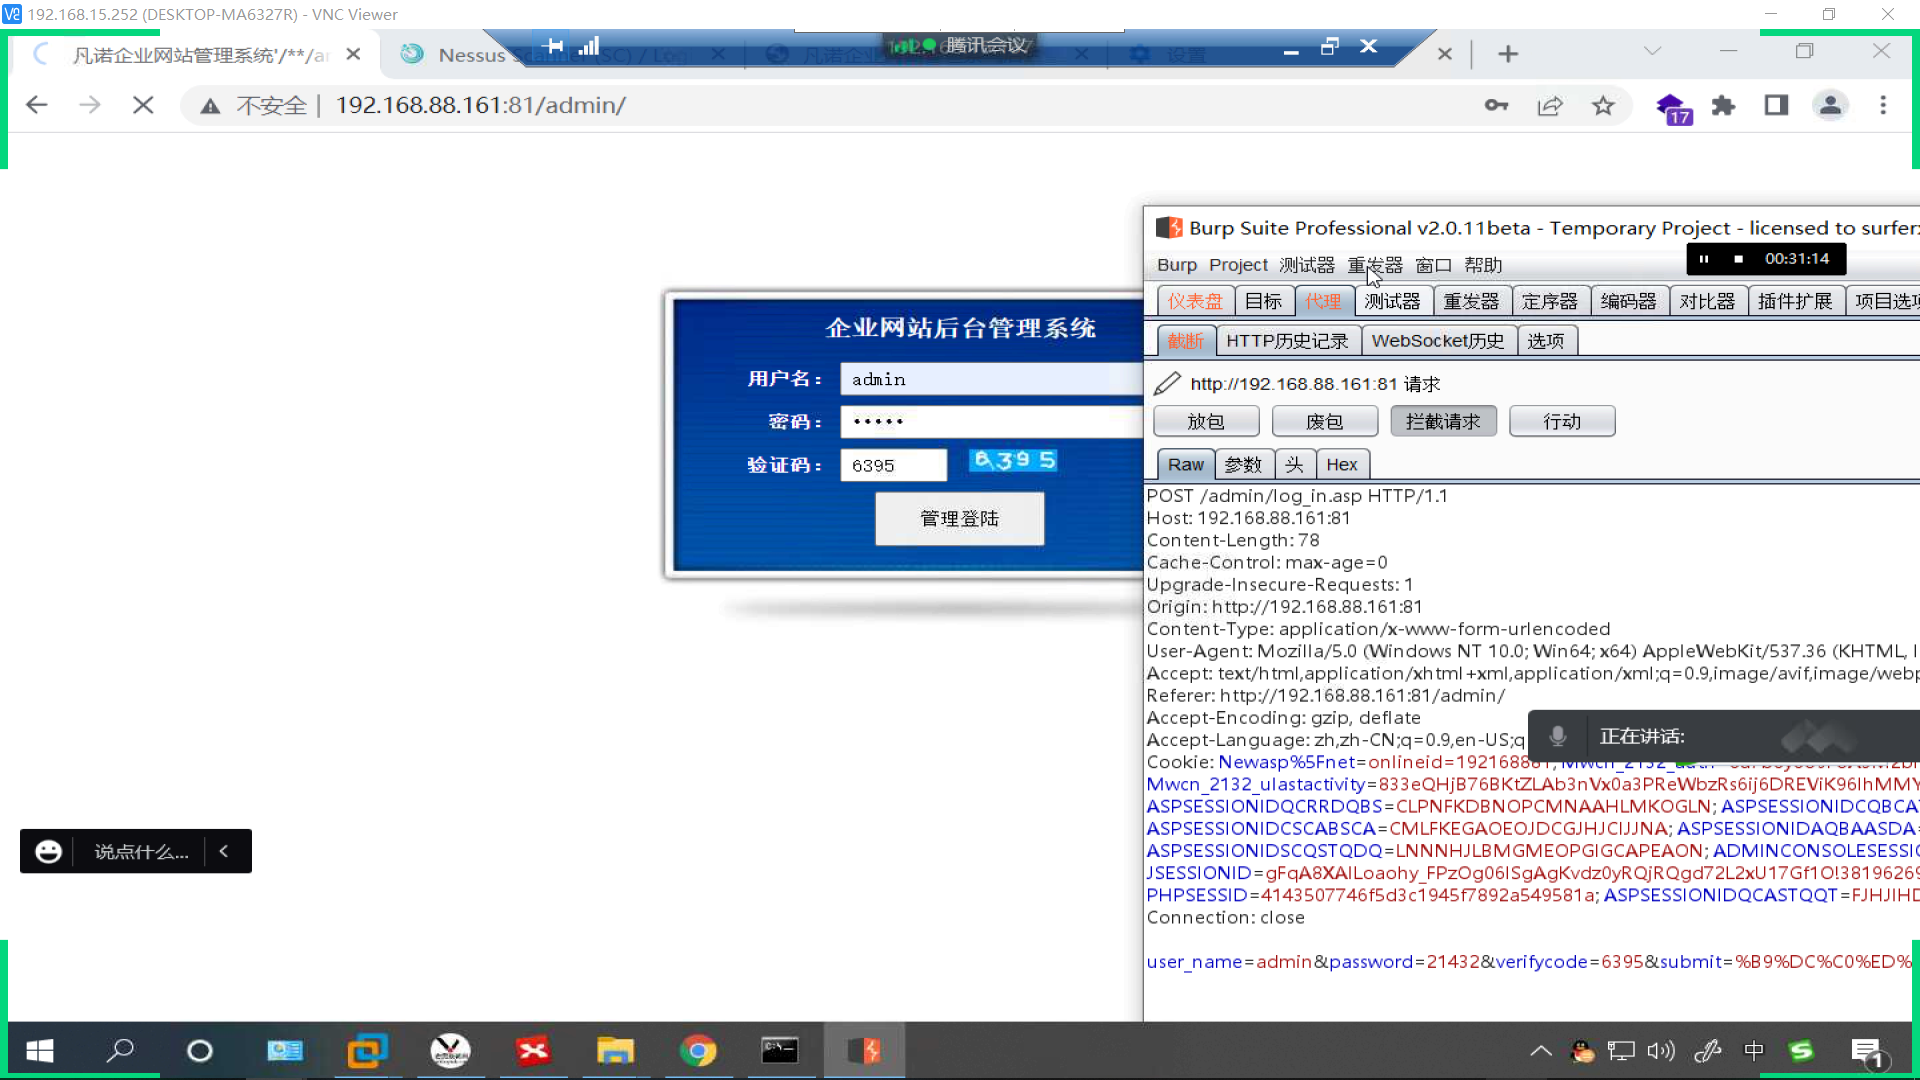 192.168.15.252 (DESKTOP-MA6327R) - VNC Viewer
凡诺企业网站管理系统'/**/ar
Nessus Scanner (SC) / Log
凡诺企业
腾讯会议
设置
不安全 | 192.168.88.161:81/admin/
17
Burp Suite Professional v2.0.11beta - Temporary Project - licensed to surfer
Burp Project 测试器 重发器 窗口 帮助
00:31:14
仪表盘 目标 代理 测试器 重发器 定序器 编码器 对比器 插件扩展 项目选
截断 HTTP历史记录 WebSocket历史 选项
http://192.168.88.161:81 请求
放包 废包 拦截请求 行动
Raw 参数 头 Hex
企业网站后台管理系统
用户名： admin
密码： •••••
验证码： 6395 6395
管理登陆
POST /admin/log_in.asp HTTP/1.1
Host: 192.168.88.161:81
Content-Length: 78
Cache-Control: max-age=0
Upgrade-Insecure-Requests: 1
Origin: http://192.168.88.161:81
Content-Type: application/x-www-form-urlencoded
User-Agent: Mozilla/5.0 (Windows NT 10.0; Win64; x64) AppleWebKit/537.36 (KHTML, l
Accept: text/html,application/xhtml+xml,application/xml;q=0.9,image/avif,image/webp
Referer: http://192.168.88.161:81/admin/
Accept-Encoding: gzip, deflate
Accept-Language: zh,zh-CN;q=0.9,en-US;q
正在讲话:
Cookie: Newasp%5Fnet=onlineid=192168881
Mwcn_2132_ulastactivity=833eQHjB76BKtZLAb3nVx0a3PReWbzRs6ij6DREViK96IhMMY
ASPSESSIONIDQCRRDQBS=CLPNFKDBNOPCMNAAHLMKOGLN; ASPSESSIONIDCQBCA
ASPSESSIONIDCSCABSCA=CMLFKEGAOEOJDCGJHJCIJJNA; ASPSESSIONIDAQBAASDA=
ASPSESSIONIDSCQSTQDQ=LNNNHJLBMGMEOPGIGCAPEAON; ADMINCONSOLESESSIO
JSESSIONID=gFqA8XAILoaohy_FPzOg06ISgAgKvdz0yRQjRQgd72L2xU17Gf1O!38196269
PHPSESSID=4143507746f5d3c1945f7892a549581a; ASPSESSIONIDQCASTQQT=FJHJIHD
Connection: close
user_name=admin&password=21432&verifycode=6395&submit=%B9%DC%C0%ED%
说点什么...
中
1